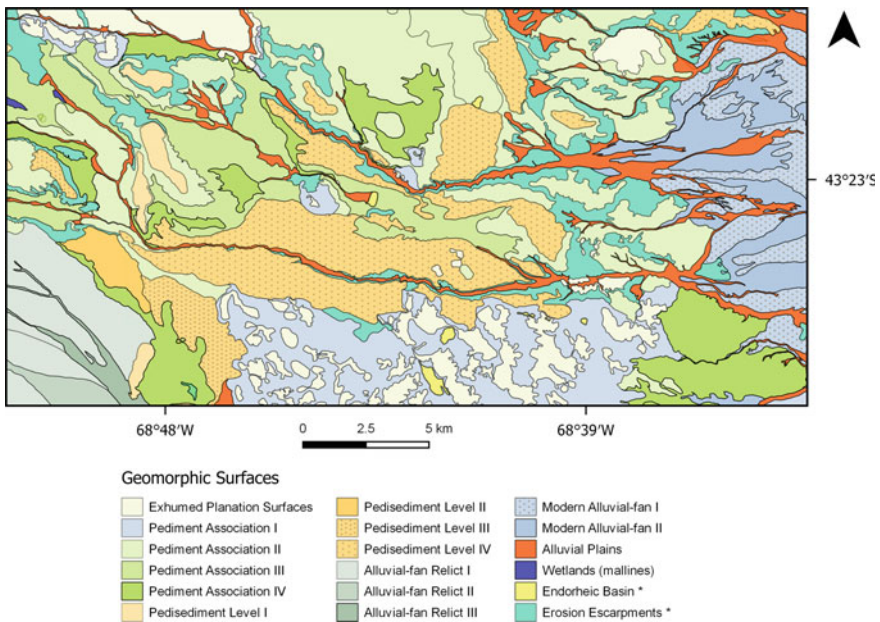 43°23'S
68°48'W
68°39'W
0
2.5
5 km
Geomorphic Surfaces
Exhumed Planation Surfaces
Pediment Association I
Pediment Association II
Pediment Association III
Pediment Association IV
Pedisediment Level I
Pedisediment Level II
Pedisediment Level III
Pedisediment Level IV
Alluvial-fan Relict I
Alluvial-fan Relict II
Alluvial-fan Relict III
Modern Alluvial-fan I
Modern Alluvial-fan II
Alluvial Plains
Wetlands (mallines)
Endorheic Basin *
Erosion Escarpments *